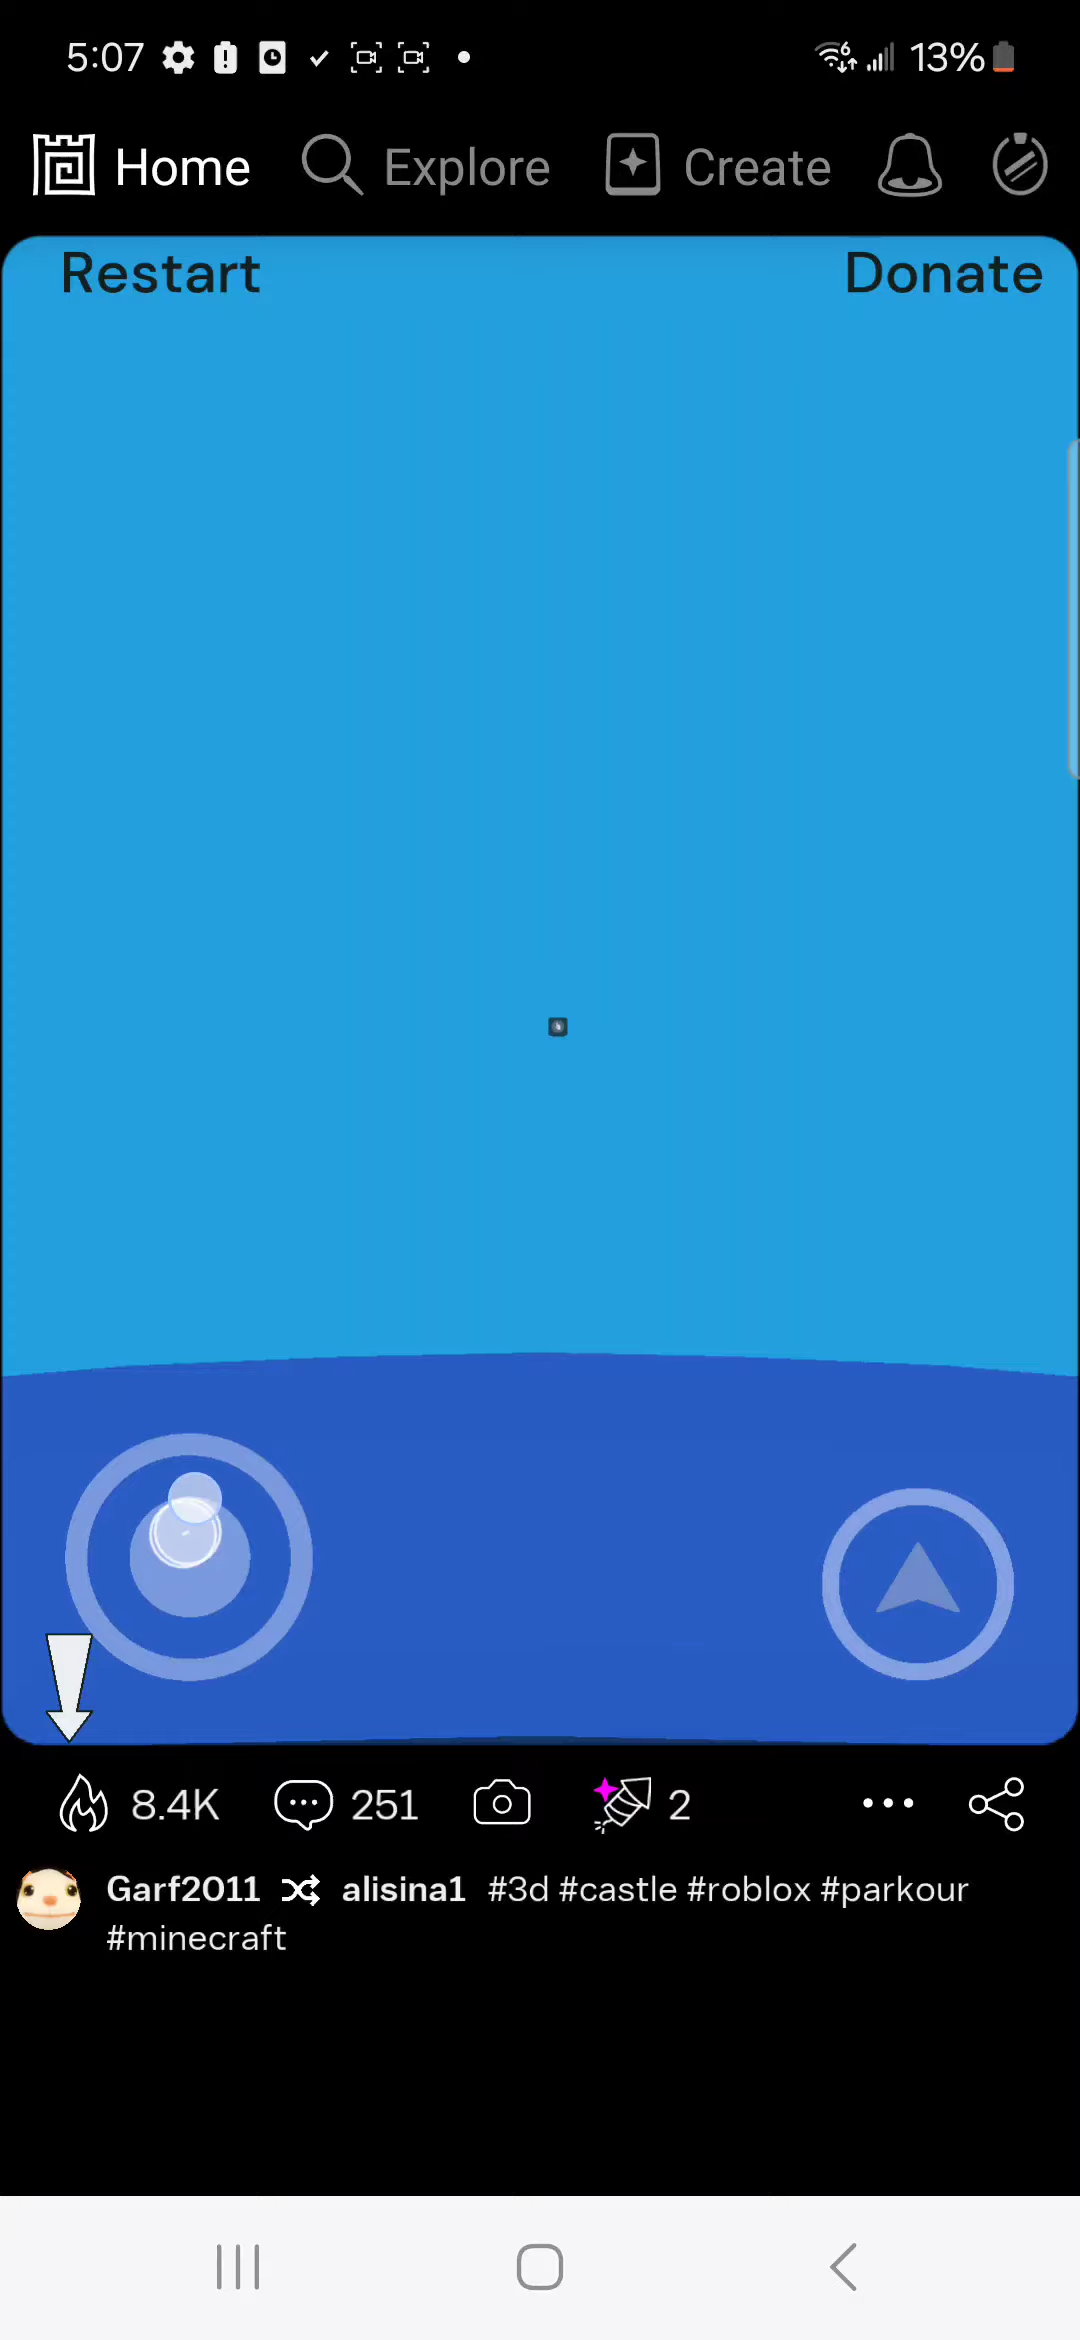 5:07 13%
Home Explore Create
Restart Donate
8.4K 251 2
Garf2011 alisina1 #3d #castle #roblox #parkour
#minecraft